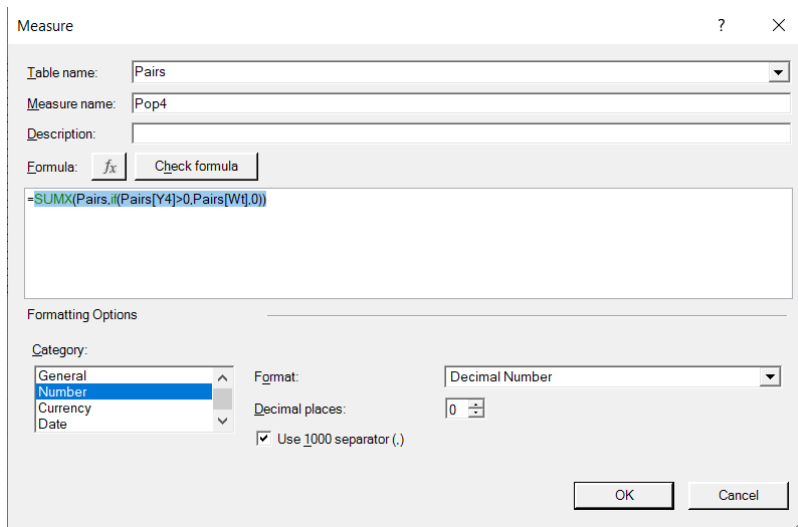 Measure ?
Table name: Pairs
Measure name: Pop4
Description:
Formula: fx Check formula
=SUMX(Pairs,if(Pairs[Y4]>0,Pairs[Wt],0))
Formatting Options
Category:
General
Number
Currency
Date
Format: Decimal Number
Decimal places: 0
Use 1000 separator (,)
OK Cancel